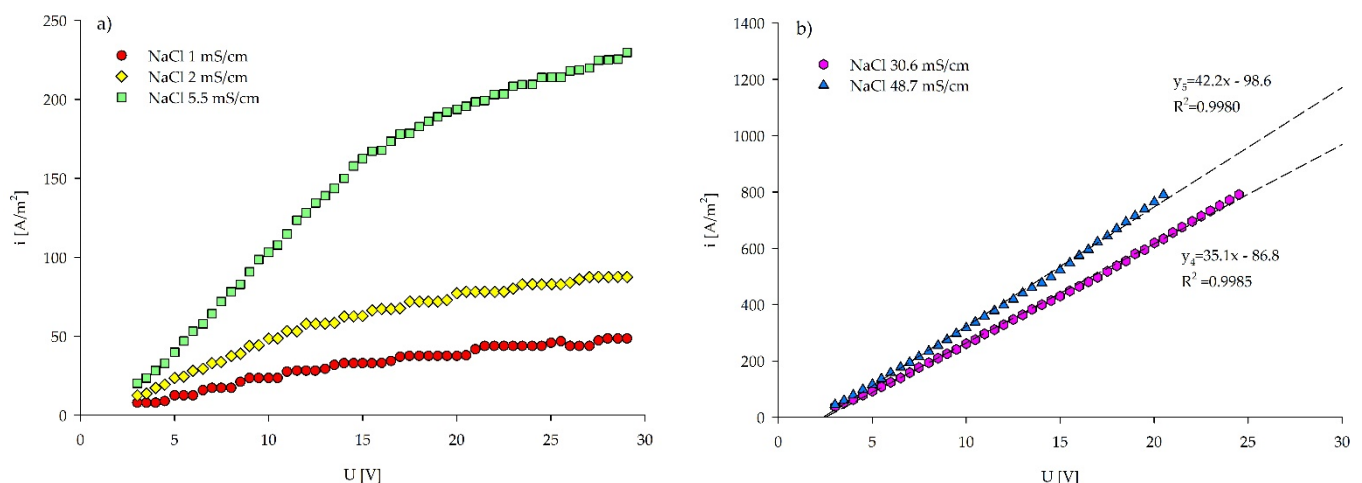 a)
NaCl 1 mS/cm
NaCl 2 mS/cm
NaCl 5.5 mS/cm
250
200
150
100
50
0
i [A/m²]
0 5 10 15 20 25 30
U [V]
b)
NaCl 30.6 mS/cm
NaCl 48.7 mS/cm
y₅=42.2x - 98.6
R²=0.9980
y₄=35.1x - 86.8
R² =0.9985
1400
1200
1000
800
600
400
200
0
i [A/m²]
0 5 10 15 20 25 30
U [V]